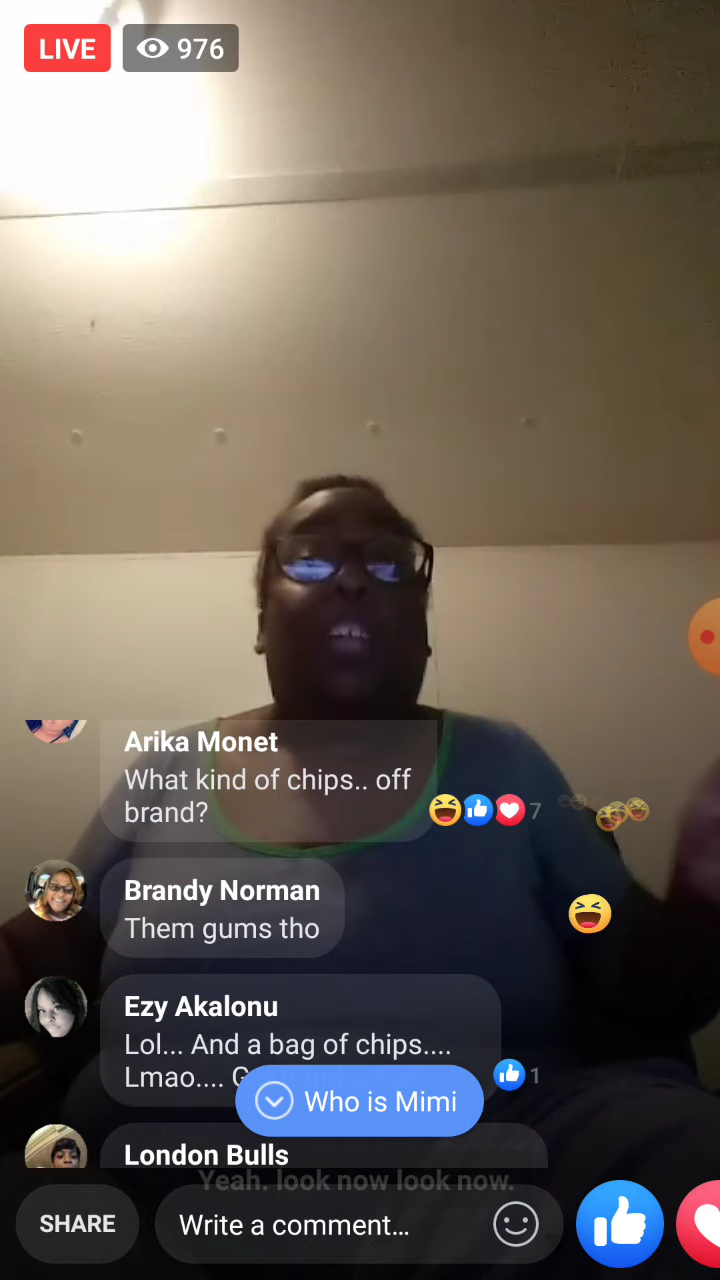 LIVE 976
Arika Monet
What kind of chips.. off
brand?
7
Brandy Norman
Them gums tho
Ezy Akalonu
Lol... And a bag of chips....
Lmao....
1
Who is Mimi
London Bulls
Yeah. look now look now.
SHARE
Write a comment...